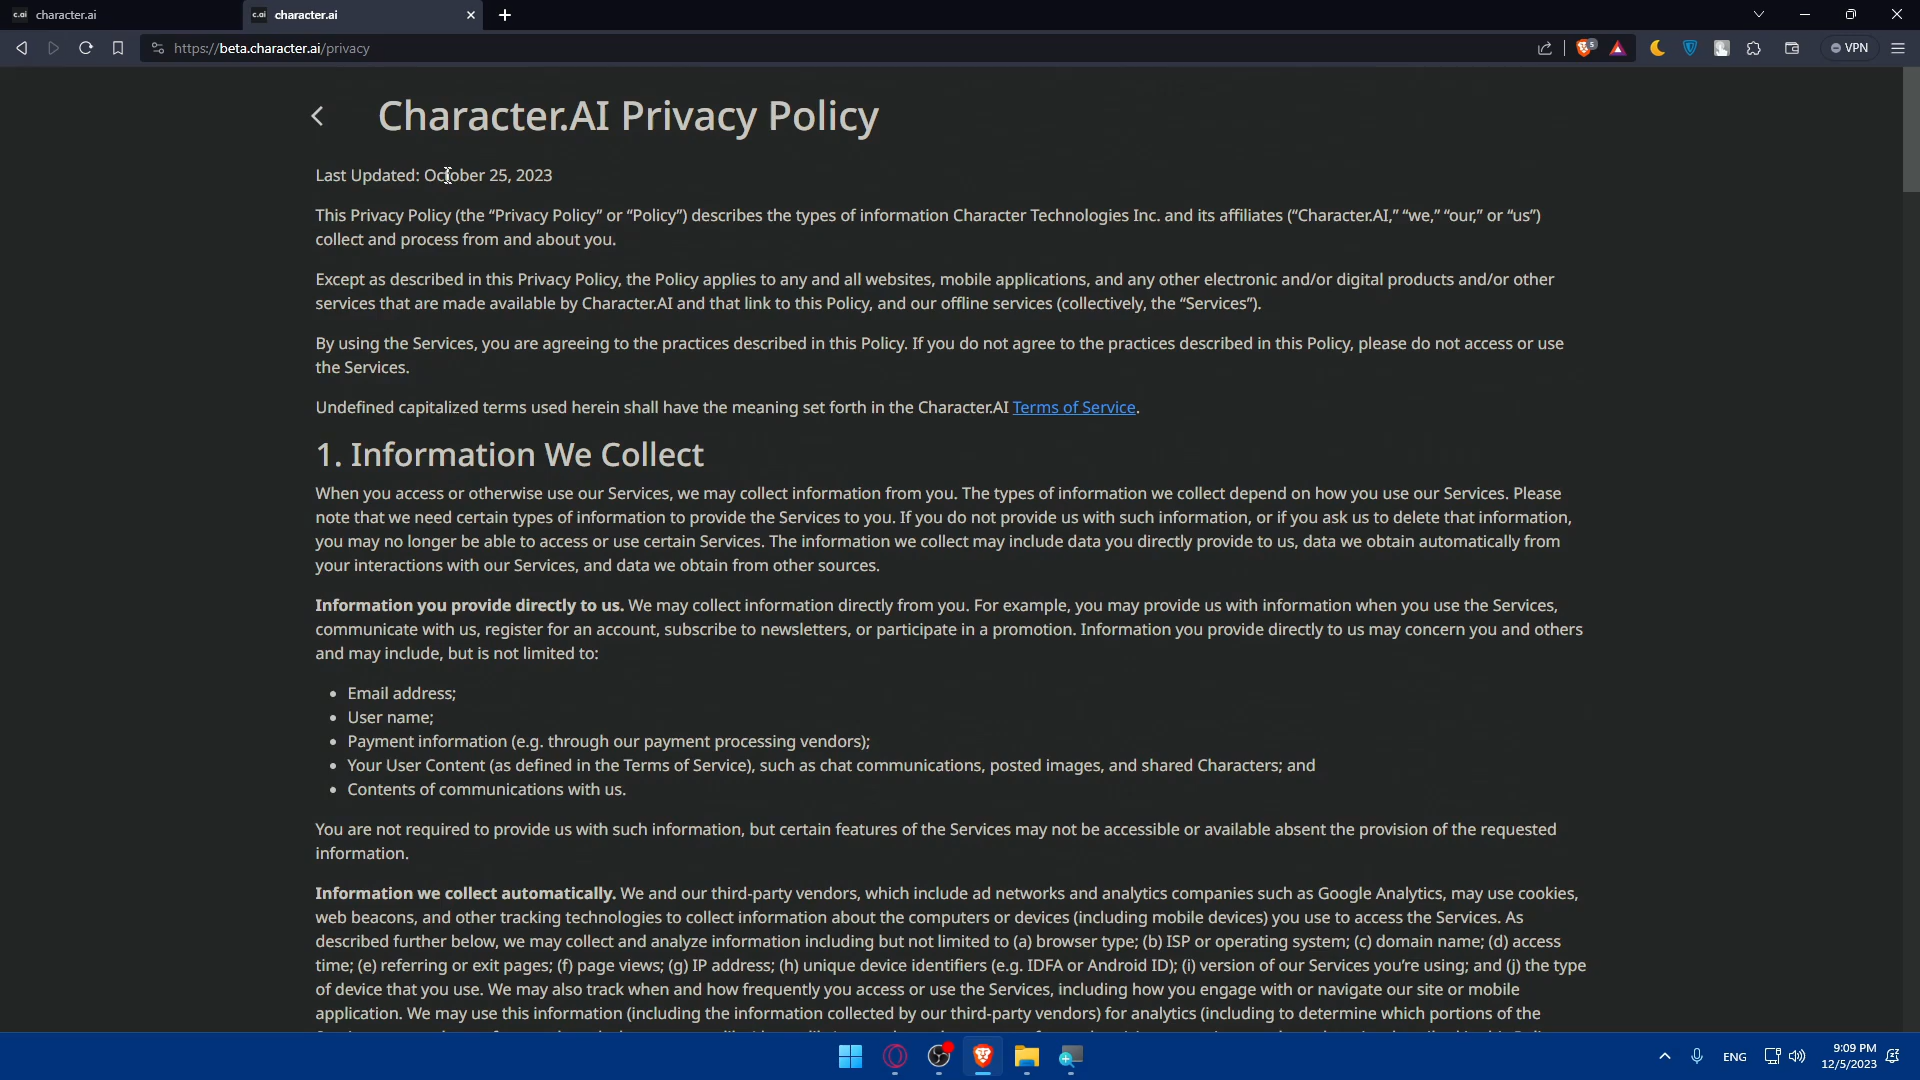 c.ai character.ai
c.ai character.ai
https://beta.character.ai/privacy
5
VPN
Character.AI Privacy Policy
Last Updated: October 25, 2023
This Privacy Policy (the “Privacy Policy” or “Policy”) describes the types of information Character Technologies Inc. and its affiliates (“Character.AI,” “we,” “our,” or “us”)
collect and process from and about you.
Except as described in this Privacy Policy, the Policy applies to any and all websites, mobile applications, and any other electronic and/or digital products and/or other
services that are made available by Character.AI and that link to this Policy, and our offline services (collectively, the “Services”).
By using the Services, you are agreeing to the practices described in this Policy. If you do not agree to the practices described in this Policy, please do not access or use
the Services.
Undefined capitalized terms used herein shall have the meaning set forth in the Character.AI Terms of Service.
1. Information We Collect
When you access or otherwise use our Services, we may collect information from you. The types of information we collect depend on how you use our Services. Please
note that we need certain types of information to provide the Services to you. If you do not provide us with such information, or if you ask us to delete that information,
you may no longer be able to access or use certain Services. The information we collect may include data you directly provide to us, data we obtain automatically from
your interactions with our Services, and data we obtain from other sources.
Information you provide directly to us. We may collect information directly from you. For example, you may provide us with information when you use the Services,
communicate with us, register for an account, subscribe to newsletters, or participate in a promotion. Information you provide directly to us may concern you and others
and may include, but is not limited to:
• Email address;
• User name;
• Payment information (e.g. through our payment processing vendors);
• Your User Content (as defined in the Terms of Service), such as chat communications, posted images, and shared Characters; and
• Contents of communications with us.
You are not required to provide us with such information, but certain features of the Services may not be accessible or available absent the provision of the requested
information.
Information we collect automatically. We and our third-party vendors, which include ad networks and analytics companies such as Google Analytics, may use cookies,
web beacons, and other tracking technologies to collect information about the computers or devices (including mobile devices) you use to access the Services. As
described further below, we may collect and analyze information including but not limited to (a) browser type; (b) ISP or operating system; (c) domain name; (d) access
time; (e) referring or exit pages; (f) page views; (g) IP address; (h) unique device identifiers (e.g. IDFA or Android ID); (i) version of our Services you’re using; and (j) the type
of device that you use. We may also track when and how frequently you access or use the Services, including how you engage with or navigate our site or mobile
application. We may use this information (including the information collected by our third-party vendors) for analytics (including to determine which portions of the
ENG
9:09 PM
12/5/2023